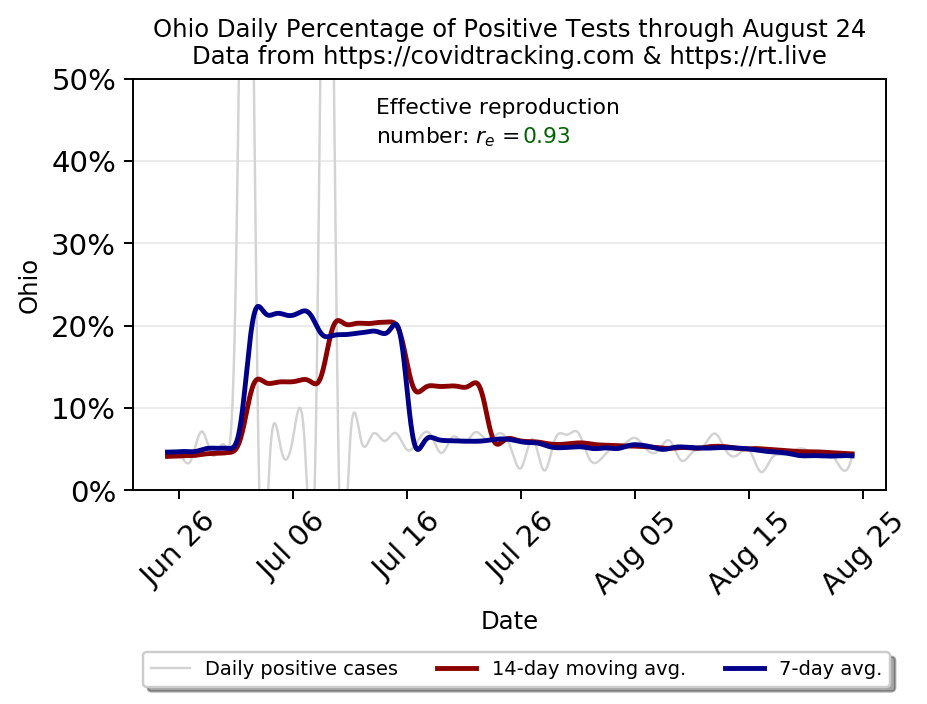 Ohio Daily Percentage of Positive Tests through August 24
Data from https://covidtracking.com & https://rt.live
50%
Effective reproduction
number: rₑ =0.93
40%
30%
Ohio
20%
10%
0%
Jun 26
Jul 06
Jul 16
Jul 26
Aug 05
Aug 15
Aug 25
Date
Daily positive cases 14-day moving avg. 7-day avg.